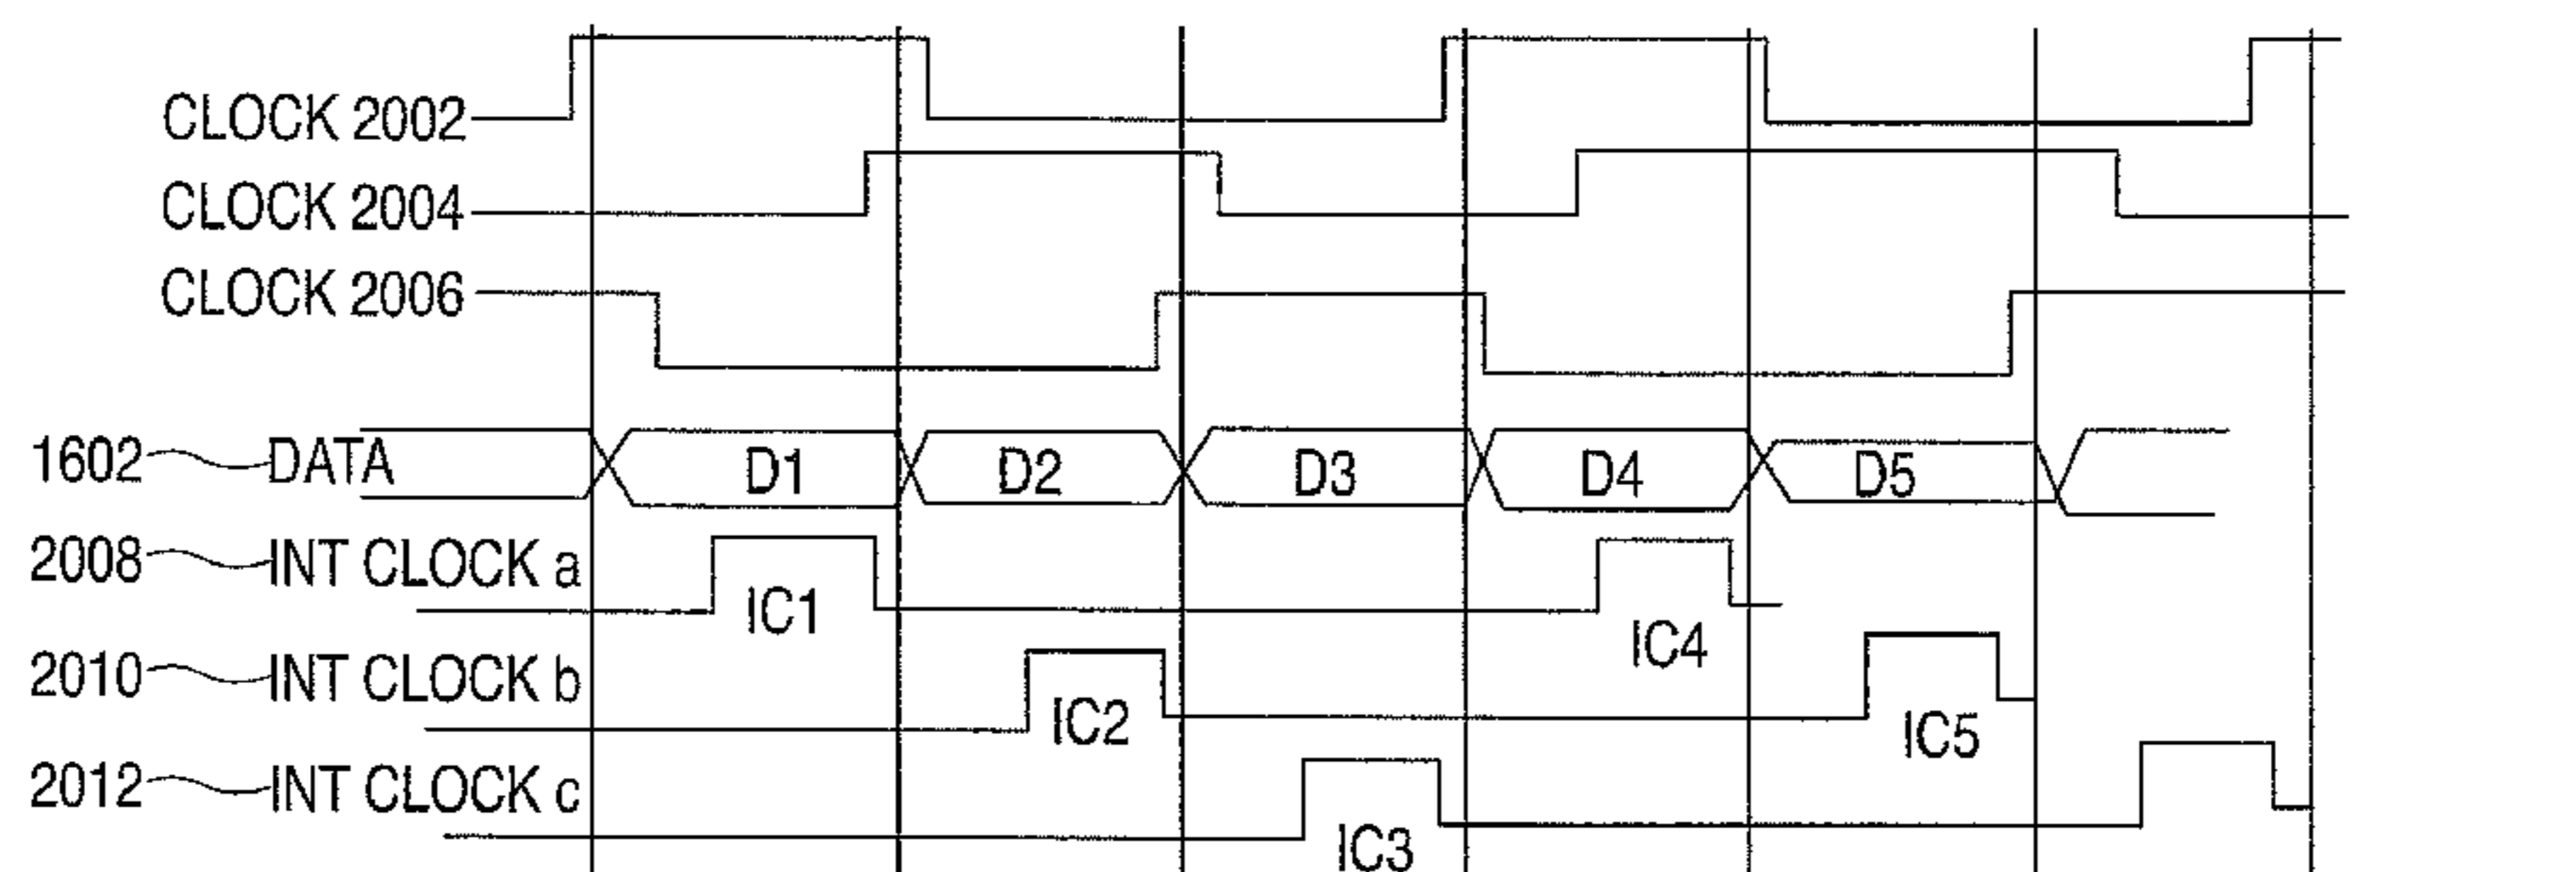 CLOCK 2002
CLOCK 2004
CLOCK 2006
1602 DATA D1 D2 D3 D4 D5
2008 INT CLOCK a IC1 IC4
2010 INT CLOCK b IC2 IC5
2012 INT CLOCK c IC3